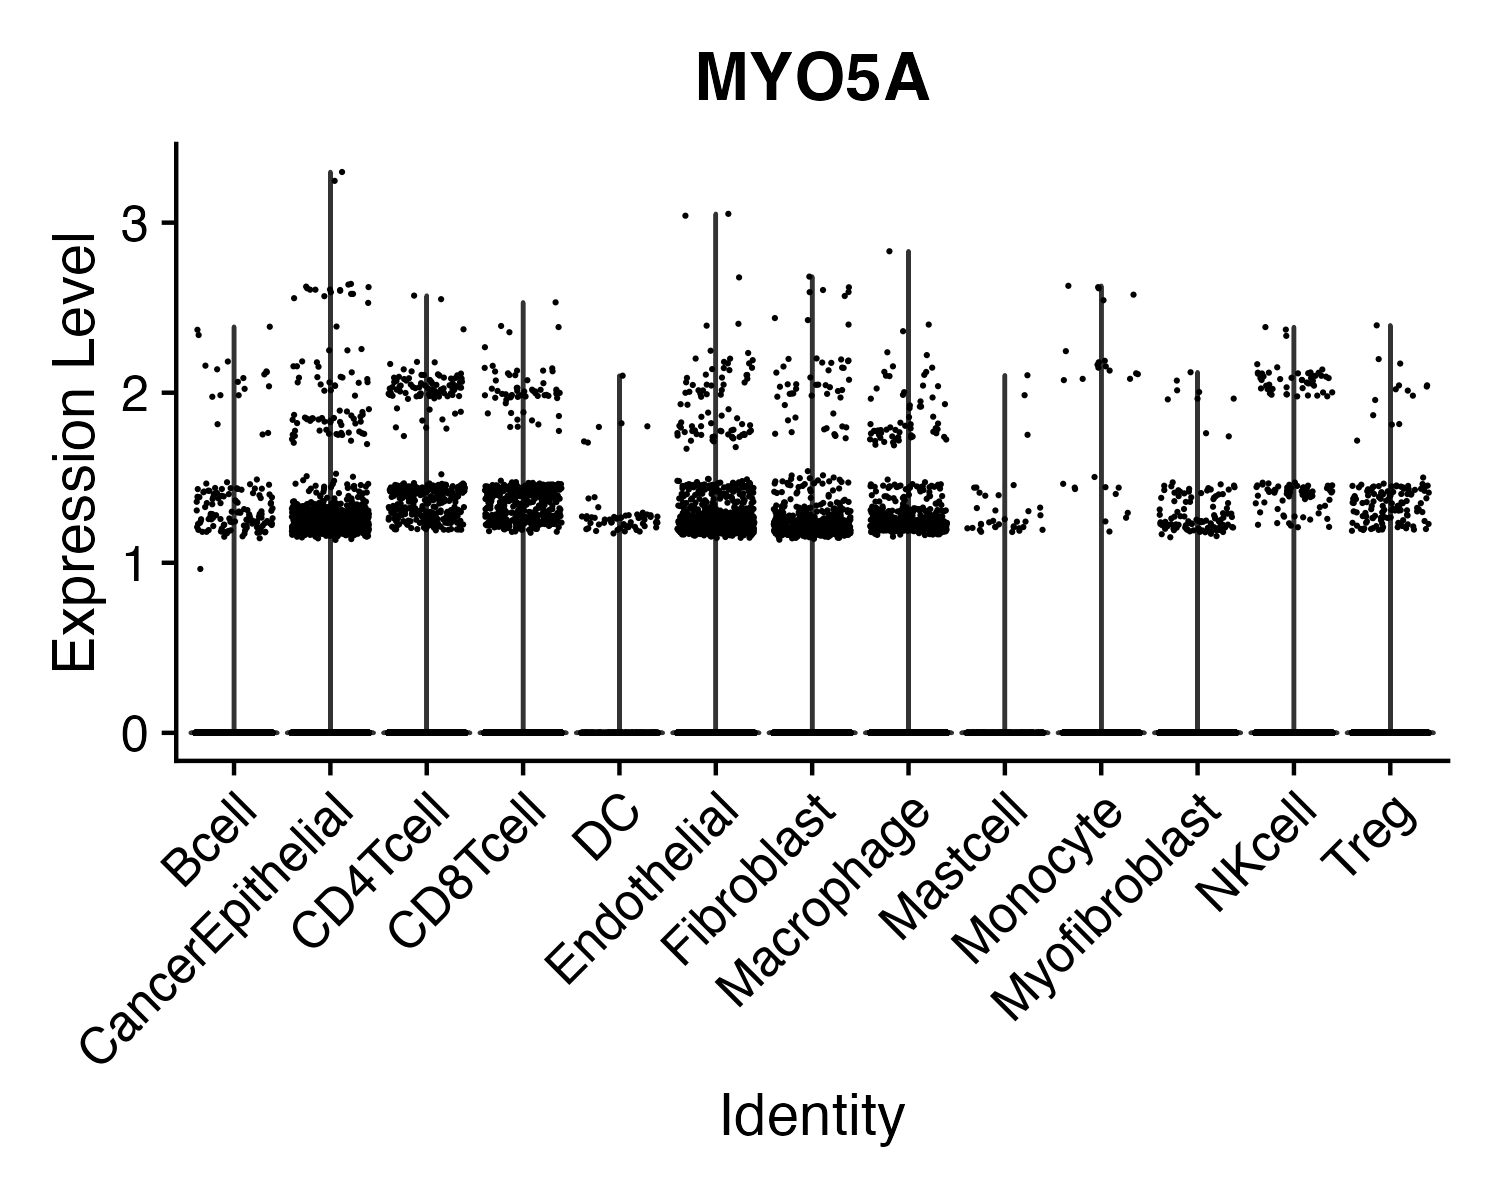 MYO5A
Expression Level
3
2
1
0
Bcell
CancerEpithelial
CD4Tcell
CD8Tcell
DC
Endothelial
Fibroblast
Macrophage
Mastcell
Monocyte
Myofibroblast
NKcell
Treg
Identity